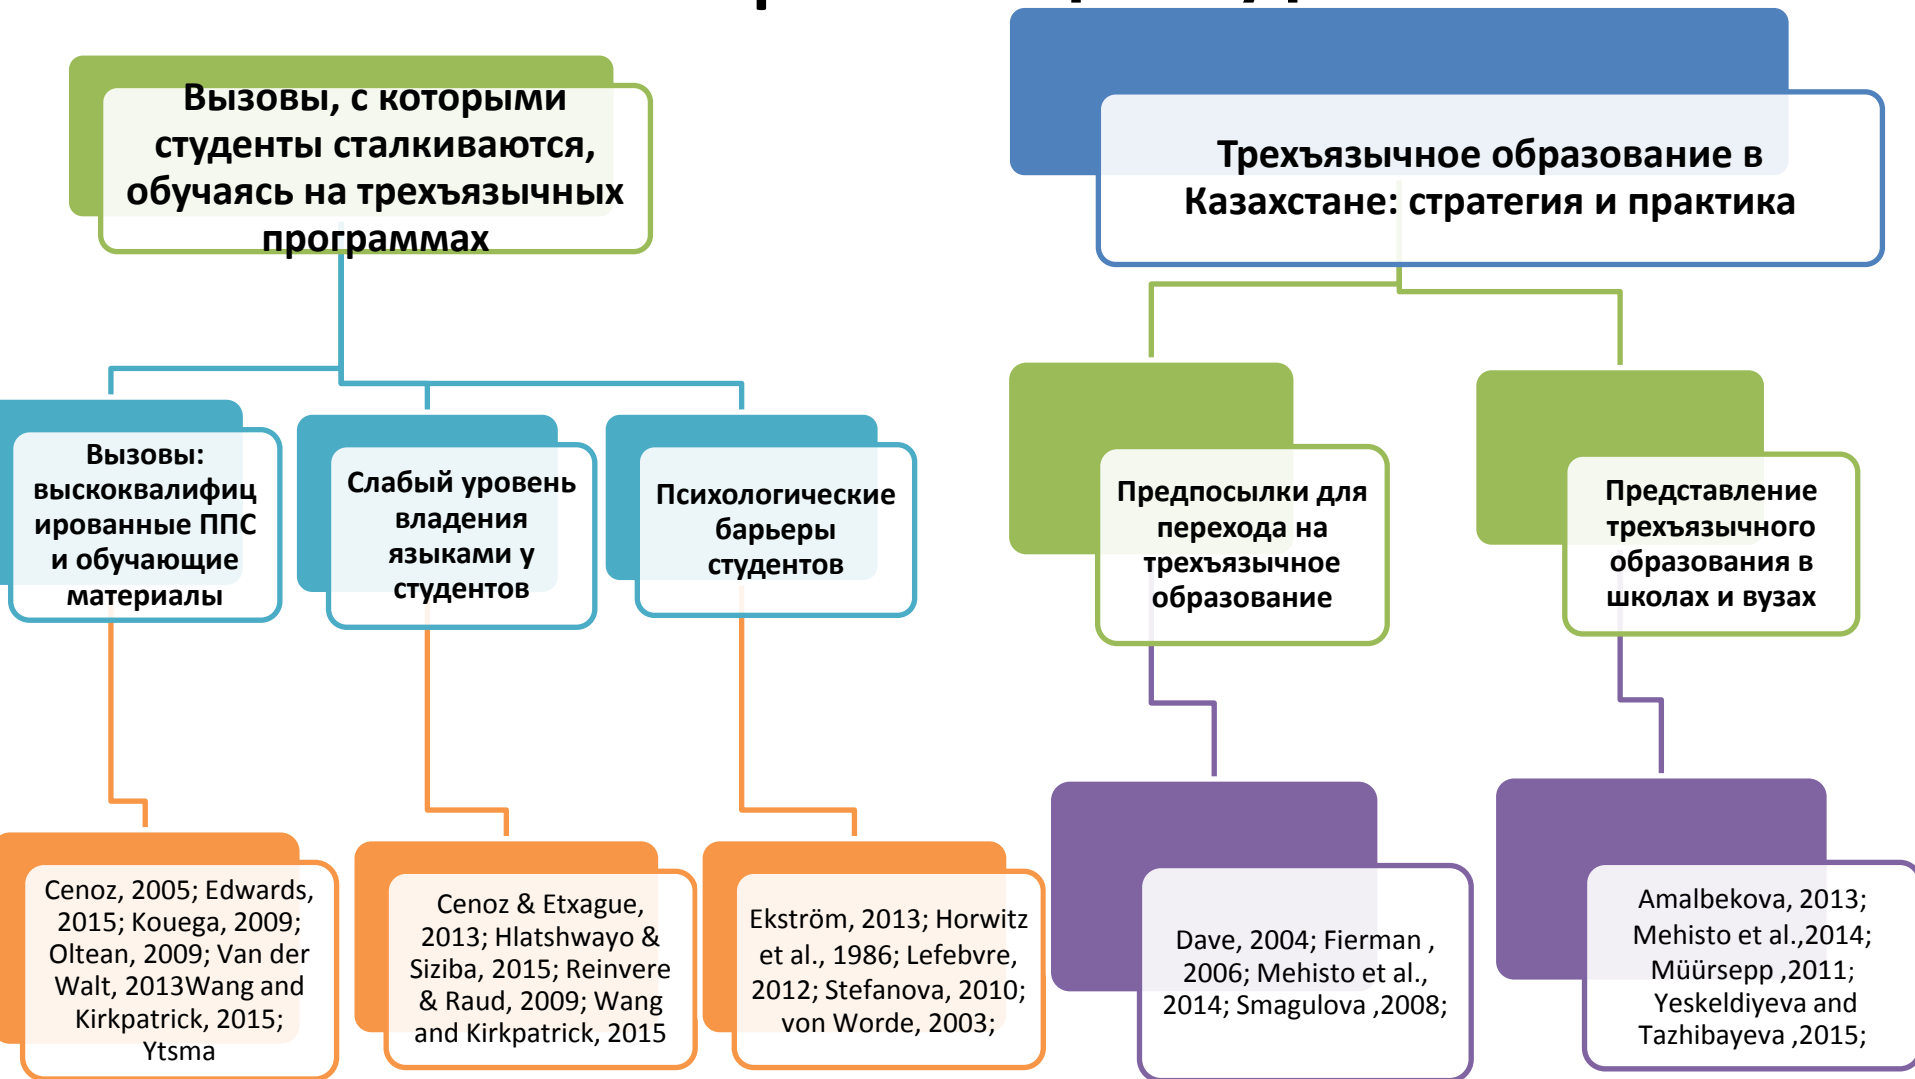 Вызовы, с которыми
студенты сталкиваются,
обучаясь на трехъязычных
программах
Трехъязычное образование в
Казахстане: стратегия и практика
Вызовы:
выскоквалифиц
ированные ППС
и обучающие
материалы
Слабый уровень
владения
языками у
студентов
Психологические
барьеры
студентов
Предпосылки для
перехода на
трехъязычное
образование
Представление
трехъязычного
образования в
школах и вузах
Cenoz, 2005; Edwards,
2015; Kouega, 2009;
Oltean, 2009; Van der
Walt, 2013Wang and
Kirkpatrick, 2015;
Ytsma
Cenoz & Etxague,
2013; Hlatshwayo &
Siziba, 2015; Reinvere
& Raud, 2009; Wang
and Kirkpatrick, 2015
Ekström, 2013; Horwitz
et al., 1986; Lefebvre,
2012; Stefanova, 2010;
von Worde, 2003;
Dave, 2004; Fierman ,
2006; Mehisto et al.,
2014; Smagulova ,2008;
Amalbekova, 2013;
Mehisto et al.,2014;
Müürsepp ,2011;
Yeskeldiyeva and
Tazhibayeva ,2015;